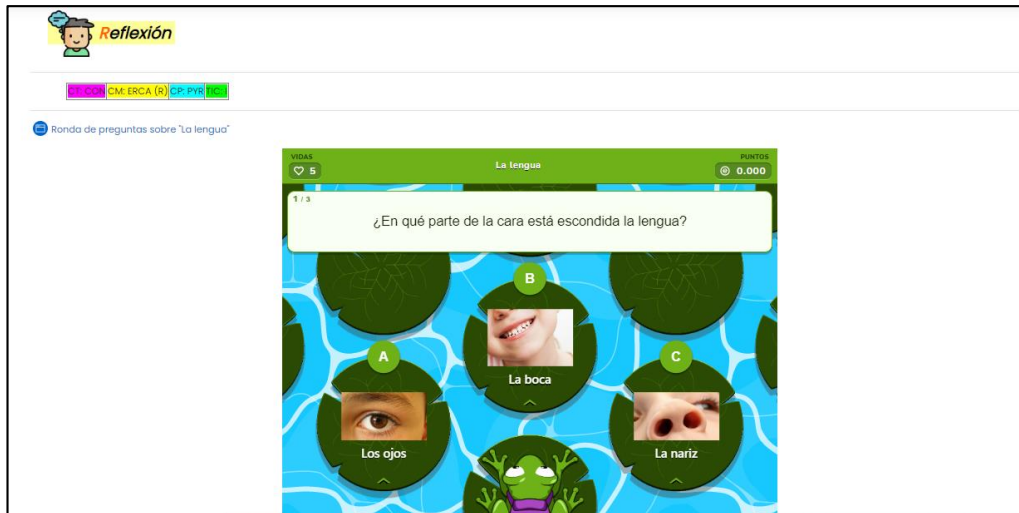 Reflexión
CT: CON CM: ERCA (R) CP: PYR TIC: I
Ronda de preguntas sobre "La lengua"
VIDAS La lengua PUNTOS
5 0.000
1 / 3
¿En qué parte de la cara está escondida la lengua?
B
La boca
A
Los ojos
C
La nariz